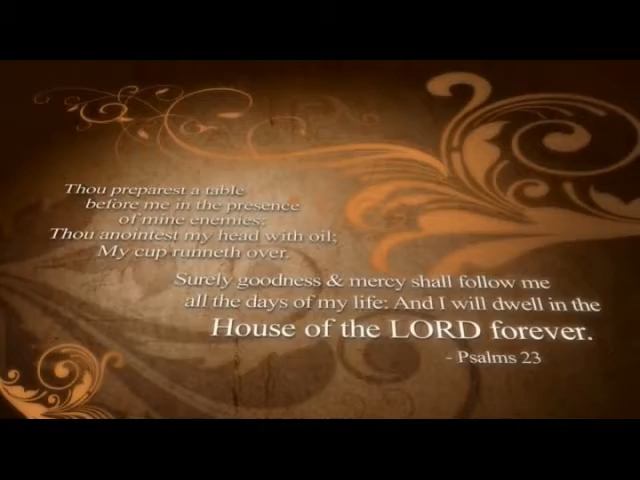 Thou preparest a table
before me in the presence
of mine enemies:
Thou anointest my head with oil;
My cup runneth over.
Surely goodness & mercy shall follow me
all the days of my life: And I will dwell in the
House of the LORD forever.
- Psalms 23